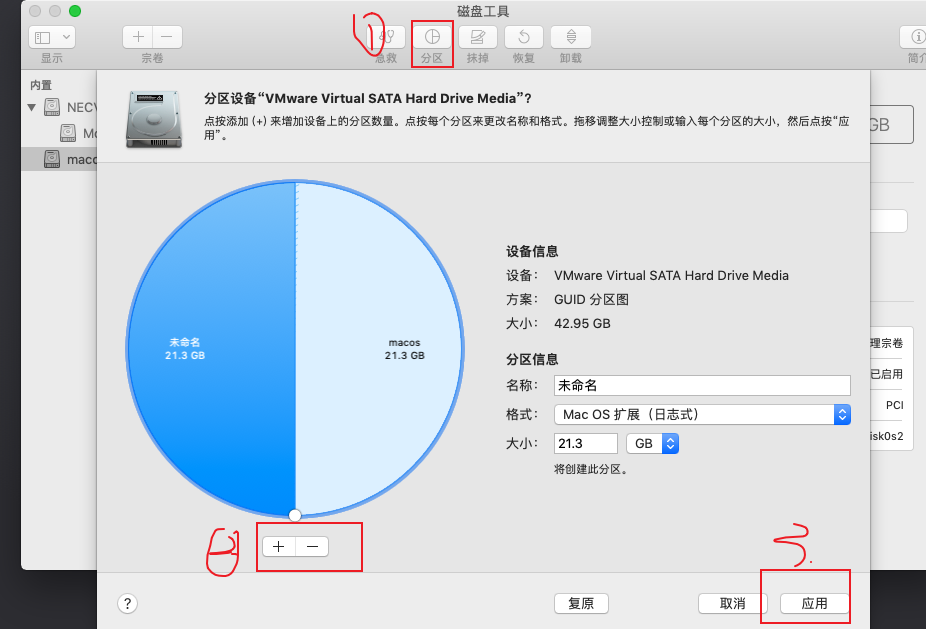 磁盘工具
显示
宗卷
急救
分区
抹掉
恢复
卸载
简介
1
内置
NECV
Mo
maco
GB
理宗卷
已启用
PCI
isk0s2
分区设备“VMware Virtual SATA Hard Drive Media”?
点按添加 (+) 来增加设备上的分区数量。点按每个分区来更改名称和格式。拖移调整大小控制或输入每个分区的大小，然后点按“应
用”。
未命名
21.3 GB
macos
21.3 GB
设备信息
设备： VMware Virtual SATA Hard Drive Media
方案： GUID 分区图
大小： 42.95 GB
分区信息
名称： 未命名
格式： Mac OS 扩展（日志式）
大小： 21.3 GB
将创建此分区。
+ −
2
3.
?
复原
取消
应用